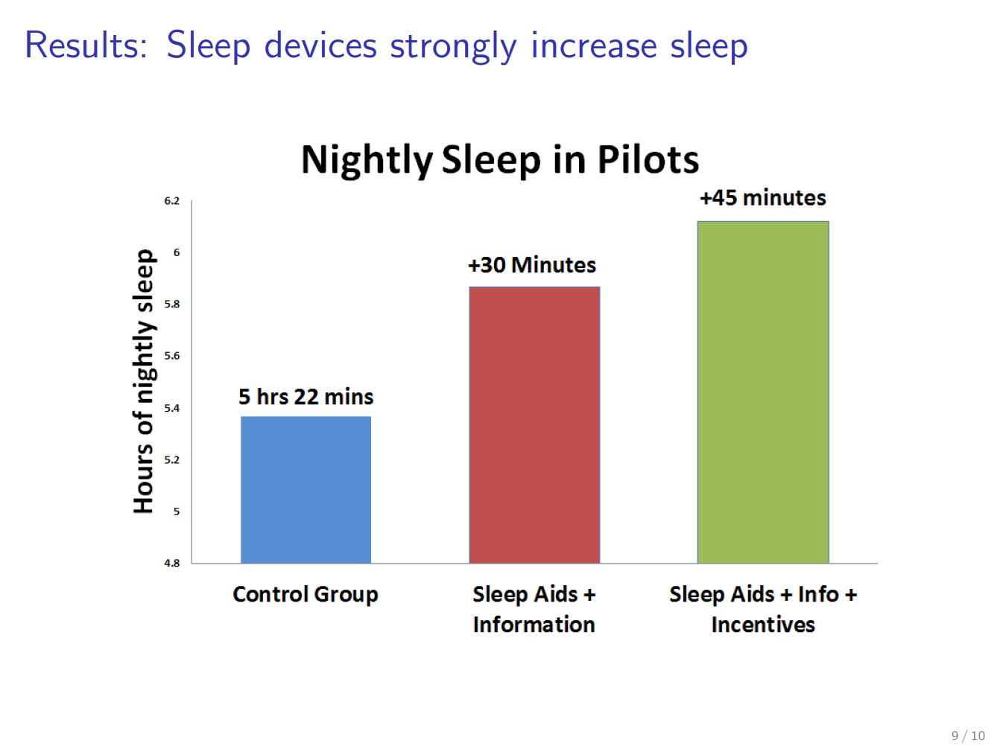 Results: Sleep devices strongly increase sleep
Nightly Sleep in Pilots
+45 minutes
6.2
6
+30 Minutes
5.8
5.6
5 hrs 22 mins
5.4
5.2
5
4.8
Hours of nightly sleep
Control Group
Sleep Aids +
Information
Sleep Aids + Info +
Incentives
9 / 10